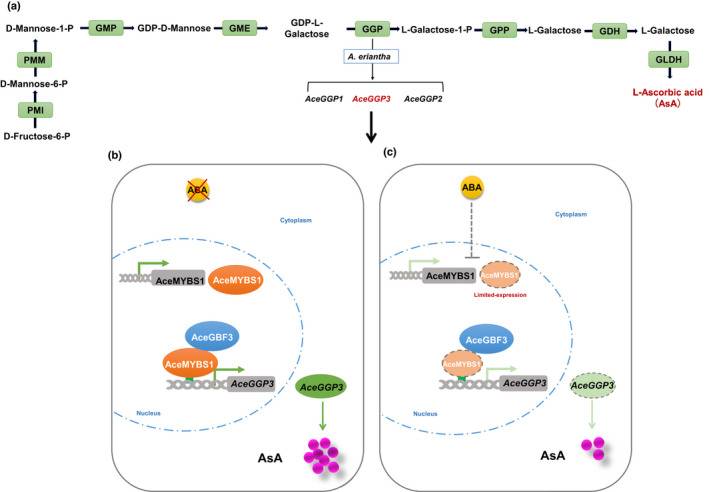 (a)
D-Mannose-1-P
GMP
GDP-D-Mannose
GME
GDP-L-
Galactose
GGP
L-Galactose-1-P
GPP
L-Galactose
GDH
L-Galactose
PMM
A. eriantha
GLDH
D-Mannose-6-P
AceGGP1
AceGGP3
AceGGP2
L-Ascorbic acid
(AsA)
PMI
D-Fructose-6-P
(b)
ABA
Cytoplasm
AceMYBS1
AceMYBS1
AceGBF3
AceMYBS1
AceGGP3
AceGGP3
Nucleus
AsA
(c)
ABA
Cytoplasm
AceMYBS1
AceMYBS1
Limited-expression
AceGBF3
AceMYBS1
AceGGP3
AceGGP3
Nucleus
AsA